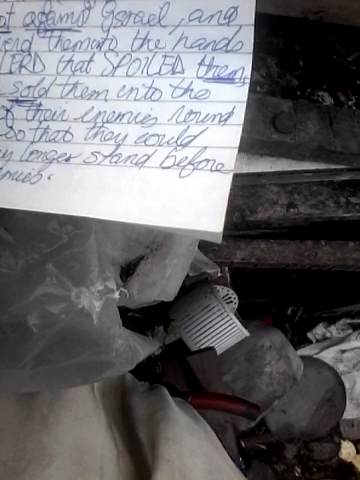 against Israel, and
them into the hands
that SPOILED them,
sold them into the
their enemies round
so that they could
longer stand before